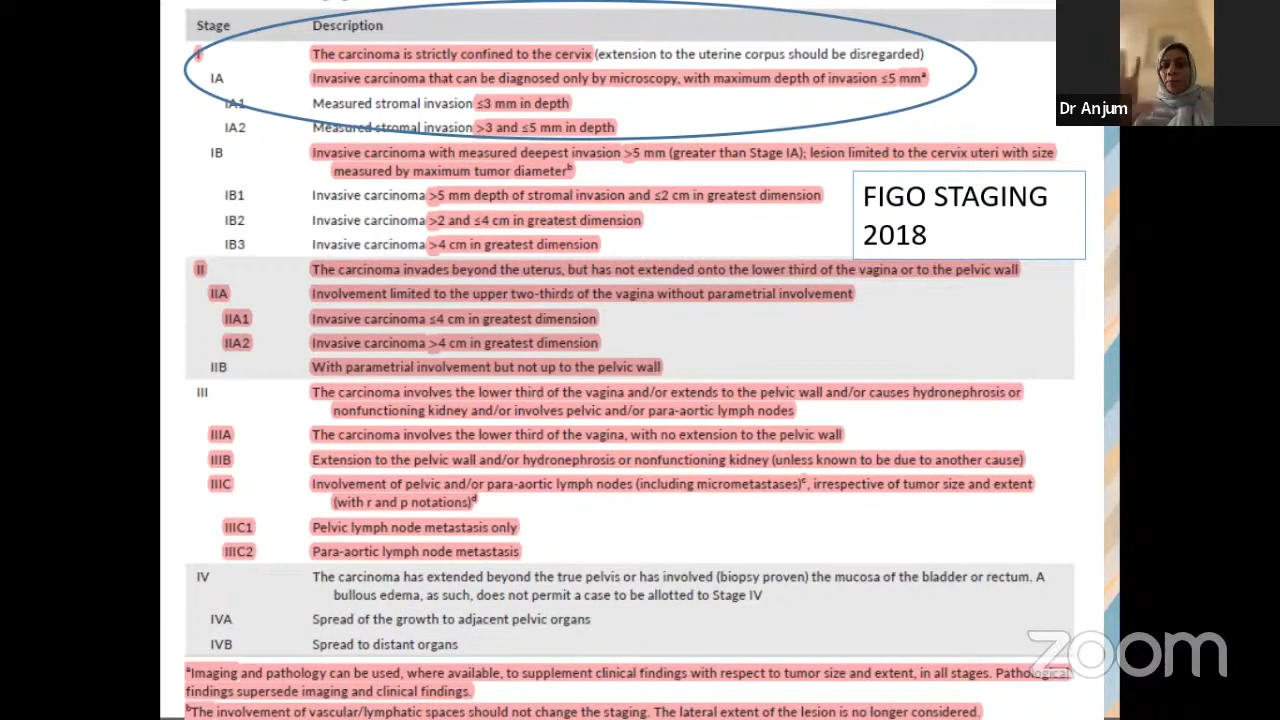 Stage Description
I The carcinoma is strictly confined to the cervix (extension to the uterine corpus should be disregarded)
IA Invasive carcinoma that can be diagnosed only by microscopy, with maximum depth of invasion ≤5 mmᵃ
IA1 Measured stromal invasion ≤3 mm in depth
IA2 Measured stromal invasion >3 and ≤5 mm in depth
IB Invasive carcinoma with measured deepest invasion >5 mm (greater than Stage IA); lesion limited to the cervix uteri with size
measured by maximum tumor diameterᵇ
IB1 Invasive carcinoma >5 mm depth of stromal invasion and ≤2 cm in greatest dimension
IB2 Invasive carcinoma >2 and ≤4 cm in greatest dimension
IB3 Invasive carcinoma >4 cm in greatest dimension
II The carcinoma invades beyond the uterus, but has not extended onto the lower third of the vagina or to the pelvic wall
IIA Involvement limited to the upper two-thirds of the vagina without parametrial involvement
IIA1 Invasive carcinoma ≤4 cm in greatest dimension
IIA2 Invasive carcinoma >4 cm in greatest dimension
IIB With parametrial involvement but not up to the pelvic wall
III The carcinoma involves the lower third of the vagina and/or extends to the pelvic wall and/or causes hydronephrosis or
nonfunctioning kidney and/or involves pelvic and/or para-aortic lymph nodes
IIIA The carcinoma involves the lower third of the vagina, with no extension to the pelvic wall
IIIB Extension to the pelvic wall and/or hydronephrosis or nonfunctioning kidney (unless known to be due to another cause)
IIIC Involvement of pelvic and/or para-aortic lymph nodes (including micrometastases)ᶜ, irrespective of tumor size and extent
(with r and p notations)ᵈ
IIIC1 Pelvic lymph node metastasis only
IIIC2 Para-aortic lymph node metastasis
IV The carcinoma has extended beyond the true pelvis or has involved (biopsy proven) the mucosa of the bladder or rectum. A
bullous edema, as such, does not permit a case to be allotted to Stage IV
IVA Spread of the growth to adjacent pelvic organs
IVB Spread to distant organs
ᵃImaging and pathology can be used, where available, to supplement clinical findings with respect to tumor size and extent, in all stages. Pathological
findings supersede imaging and clinical findings.
ᵇThe involvement of vascular/lymphatic spaces should not change the staging. The lateral extent of the lesion is no longer considered.
FIGO STAGING
2018
Dr Anjum
zoom